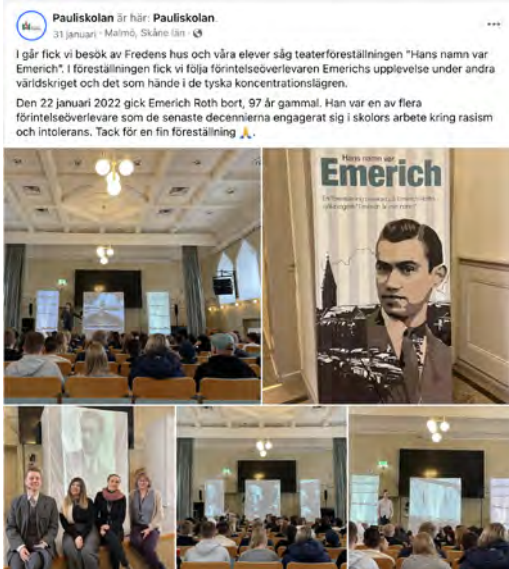 Pauliskolan är här: Pauliskolan.
31 januari · Malmö, Skåne län ·
I går fick vi besök av Fredens hus och våra elever såg teaterföreställningen "Hans namn var
Emerich". I föreställningen fick vi följa förintelseöverlevaren Emerichs upplevelse under andra
världskriget och det som hände i de tyska koncentrationslägren.
Den 22 januari 2022 gick Emerich Roth bort, 97 år gammal. Han var en av flera
förintelseöverlevare som de senaste decennierna engagerat sig i skolors arbete kring rasism
och intolerans. Tack för en fin föreställning 🙏.
Hans namn var
Emerich